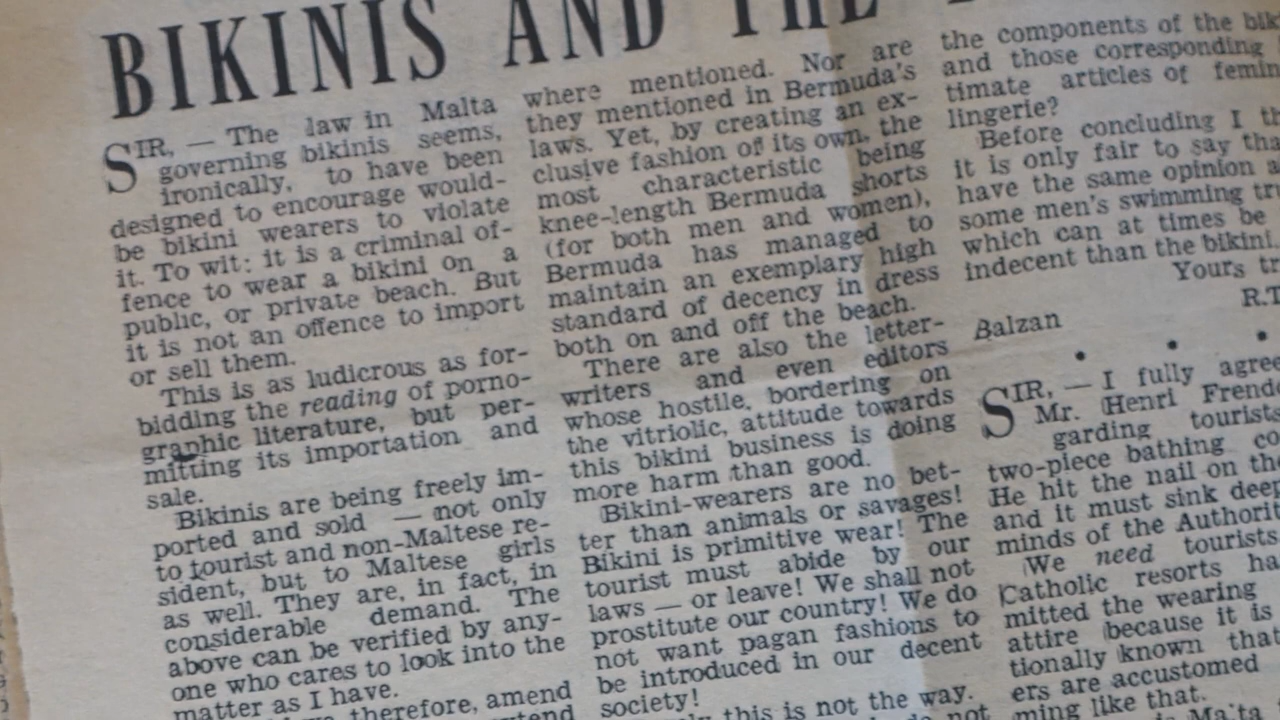 BIKINIS AND THE
SIR, — The law in Malta
governing bikinis seems,
ironically, to have been
designed to encourage would-
be bikini wearers to violate
it. To wit: it is a criminal of-
fence to wear a bikini on a
public, or private beach. But
it is not an offence to import
or sell them.
This is as ludicrous as for-
bidding the reading of porno-
graphic literature, but per-
mitting its importation and
sale.
Bikinis are being freely im-
ported and sold — not only
to tourist and non-Maltese re-
sident, but to Maltese girls
as well. They are, in fact, in
considerable demand. The
above can be verified by any-
one who cares to look into the
matter as I have.
therefore, amend
where mentioned. Nor are
they mentioned in Bermuda's
laws. Yet, by creating an ex-
clusive fashion of its own, the
most characteristic being
knee-length Bermuda shorts
(for both men and women),
Bermuda has managed to
maintain an exemplary high
standard of decency in dress
both on and off the beach.
There are also the letter-
writers and even editors
whose hostile, bordering on
the vitriolic, attitude towards
this bikini business is doing
more harm than good.
Bikini-wearers are no bet-
ter than animals or savages!
Bikini is primitive wear! The
tourist must abide by our
laws — or leave! We shall not
prostitute our country! We do
not want pagan fashions to
be introduced in our decent
society!
this is not the way.
not
the components of the bik
and those corresponding
timate articles of femin
lingerie?
Before concluding I th
it is only fair to say tha
have the same opinion a
some men's swimming tr
which can at times be
indecent than the bikini.
Yours tr
R.T
Balzan
SIR, — I fully agree
Mr. Henri Frend
garding tourists
two-piece bathing co
He hit the nail on the
and it must sink deep
minds of the Authorit
We need tourists
Catholic resorts ha
mitted the wearing
attire because it is
tionally known that
ers are accustomed
ming like that.
Ma'ta